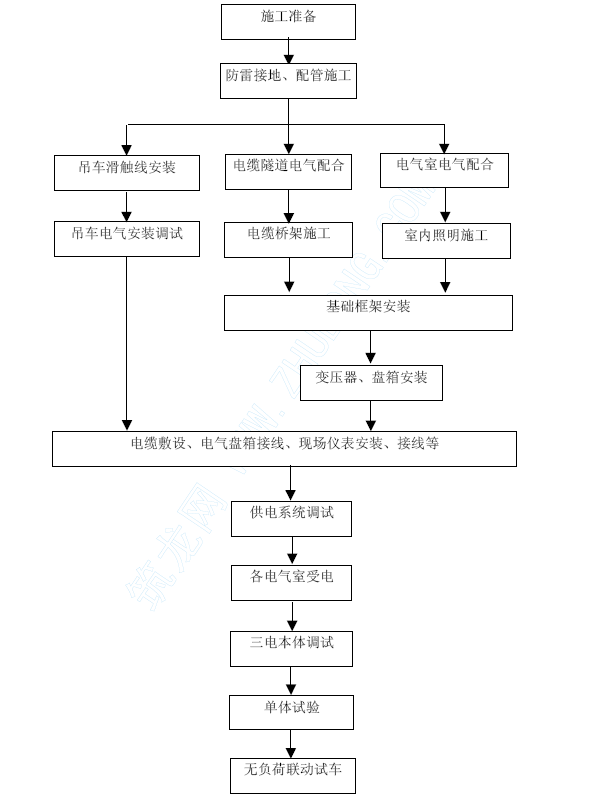 施工准备
防雷接地、配管施工
吊车滑触线安装
电缆隧道电气配合
电气室电气配合
吊车电气安装调试
电缆桥架施工
室内照明施工
基础框架安装
变压器、盘箱安装
电缆敷设、电气盘箱接线、现场仪表安装、接线等
供电系统调试
各电气室受电
三电本体调试
单体试验
无负荷联动试车
筑龙网 WWW.ZHULONG.COM